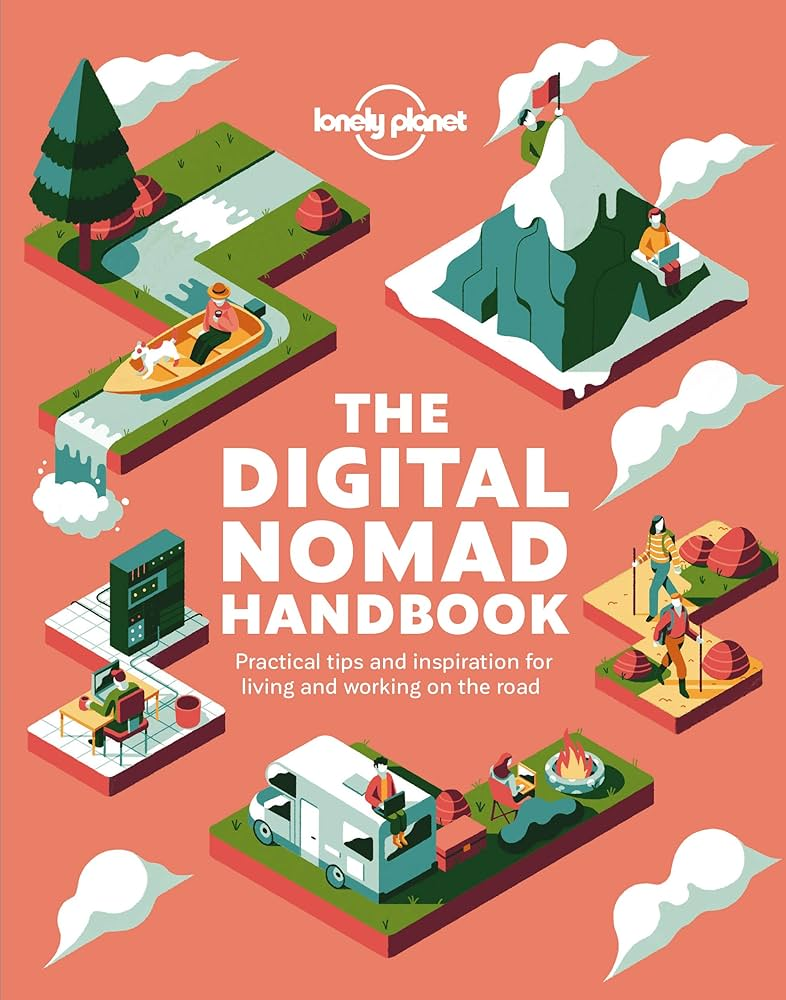 lonely planet
THE
DIGITAL
NOMAD
HANDBOOK
Practical tips and inspiration for
living and working on the road